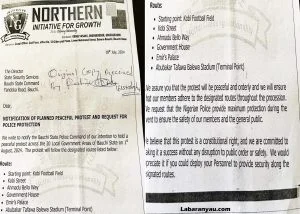 NORTHERN
INITIATIVE FOR GROWTH
The Director
State Security Services
Bauchi State Command
Yandoka Road, Bauchi.
Original Copy Received
By
Dear,
NOTIFICATION OF PLANNED PEACEFUL PROTEST AND REQUEST FOR
POLICE PROTECTION
We write to notify the Bauchi State Police Command of our intention to hold a
peaceful protest across the 20 Local Government Areas of Bauchi State on 1st
August, 2024. The protest will follow the designated routes listed below:
Routes:
• Starting point: Kobi Football Field
• Kobi Street
• Ahmadu Bello Way
• Government House
• Emir's Palace
• Abubakar Tafawa Balewa Stadium (Terminal Point)
Routes
• Starting point: Kobi Football Field
• Kobi Street
• Ahmadu Bello Way
• Government House
• Emir's Palace
• Abubakar Tafawa Balewa Stadium (Terminal Point)
We assure you that the protest will be peaceful and orderly and we will ensure
that our members adhere to the designated routes throughout the procession.
We request that the Nigerian Police provide maximum protection during the
event to ensure the safety of our members and the general public.
We believe that this protest is a constitutional right, and we are committed to
making it a success without any disruption to public order or safety. We would
appreciate it if you could deploy your Personnel to provide security along the
designated routes.
Labaranyau.com